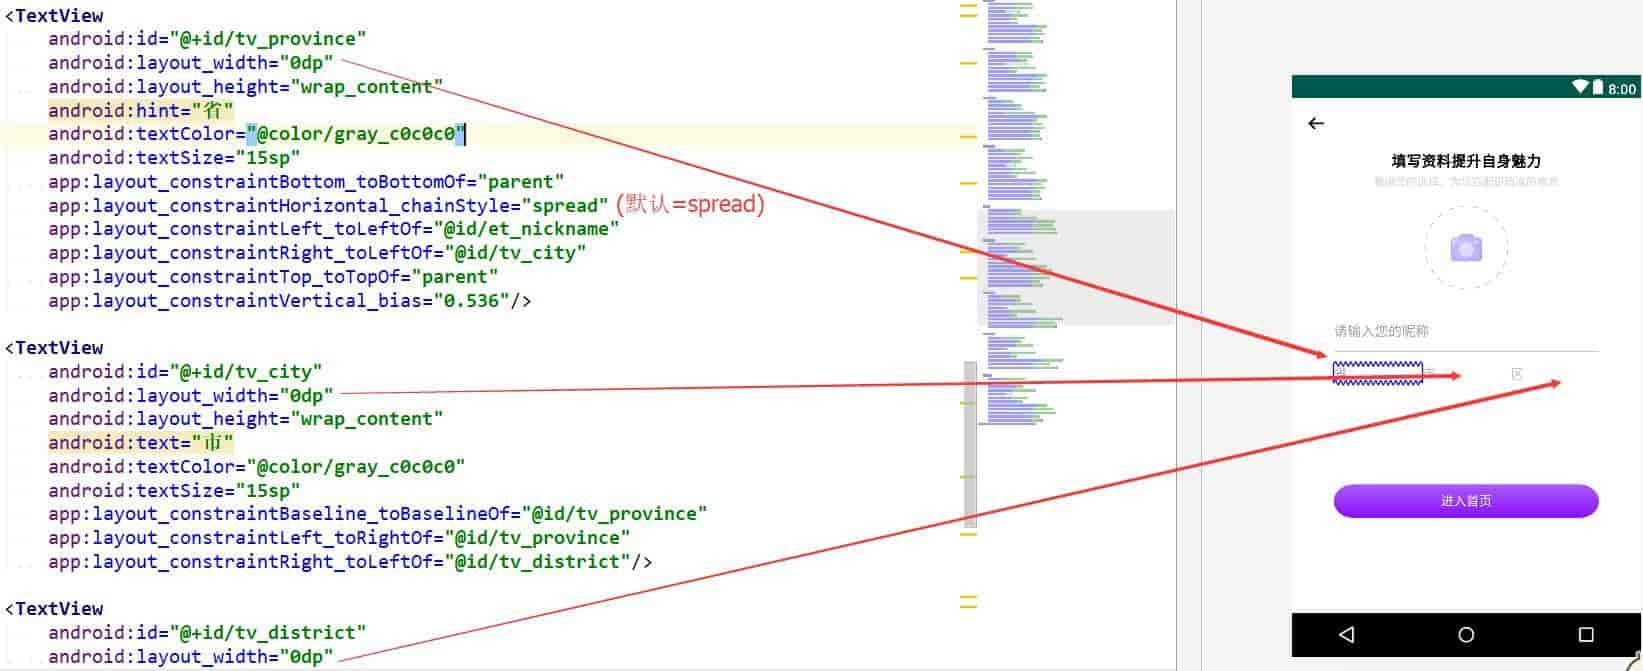 <TextView
android:id="@+id/tv_province"
android:layout_width="0dp"
android:layout_height="wrap_content"
android:hint="省"
android:textColor="@color/gray_c0c0c0"
android:textSize="15sp"
app:layout_constraintBottom_toBottomOf="parent"
app:layout_constraintHorizontal_chainStyle="spread" (默认=spread)
app:layout_constraintLeft_toLeftOf="@id/et_nickname"
app:layout_constraintRight_toLeftOf="@id/tv_city"
app:layout_constraintTop_toTopOf="parent"
app:layout_constraintVertical_bias="0.536"/>
<TextView
android:id="@+id/tv_city"
android:layout_width="0dp"
android:layout_height="wrap_content"
android:text="市"
android:textColor="@color/gray_c0c0c0"
android:textSize="15sp"
app:layout_constraintBaseline_toBaselineOf="@id/tv_province"
app:layout_constraintLeft_toRightOf="@id/tv_province"
app:layout_constraintRight_toLeftOf="@id/tv_district"/>
<TextView
android:id="@+id/tv_district"
android:layout_width="0dp"
8:00
填写资料提升自身魅力
请输入您的昵称
区
进入首页